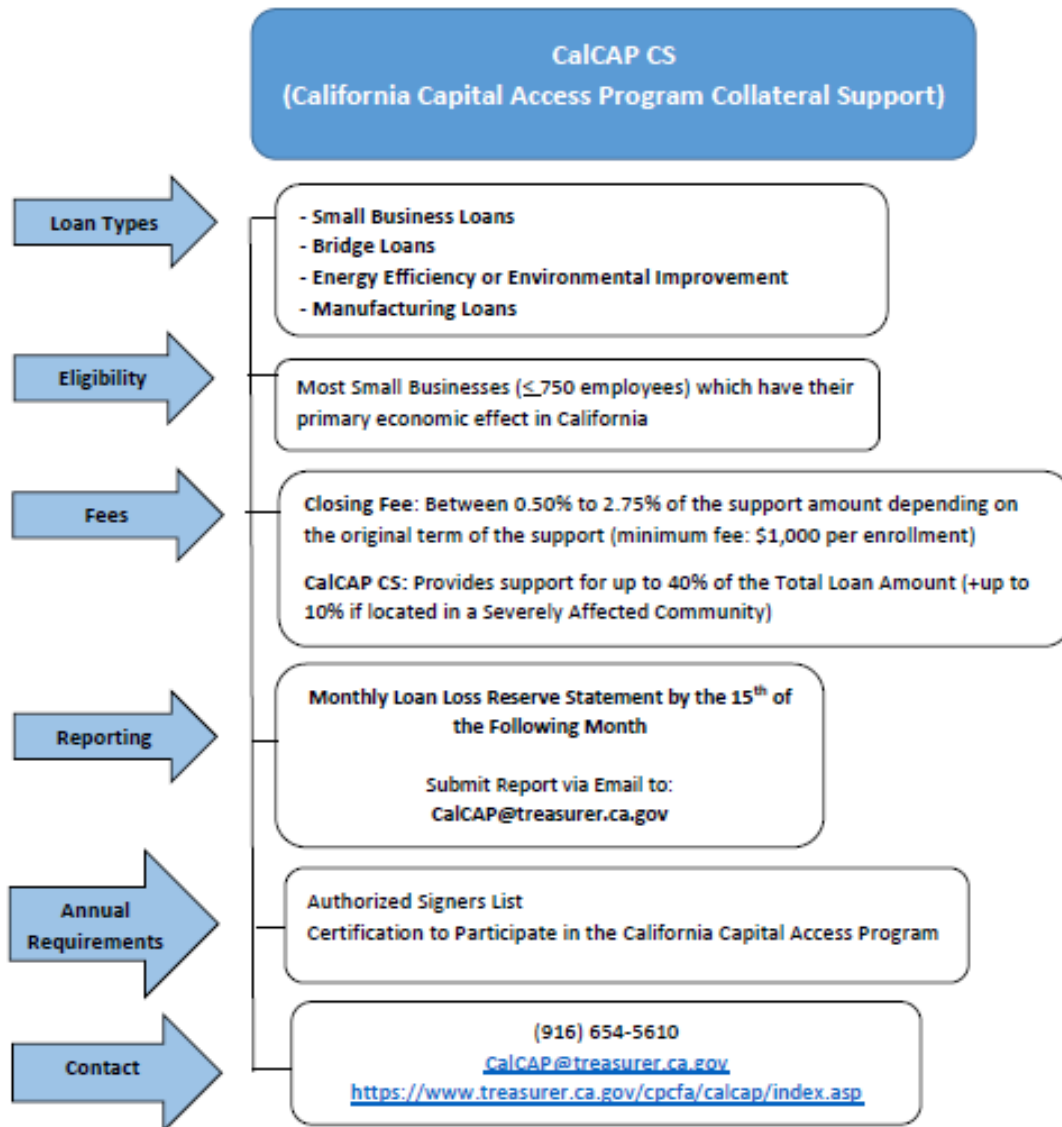 CalCAP CS
(California Capital Access Program Collateral Support)
Loan Types
- Small Business Loans
- Bridge Loans
- Energy Efficiency or Environmental Improvement
- Manufacturing Loans
Eligibility
Most Small Businesses (≤ 750 employees) which have their
primary economic effect in California
Fees
Closing Fee: Between 0.50% to 2.75% of the support amount depending on
the original term of the support (minimum fee: $1,000 per enrollment)
CalCAP CS: Provides support for up to 40% of the Total Loan Amount (+up to
10% if located in a Severely Affected Community)
Reporting
Monthly Loan Loss Reserve Statement by the 15th of
the Following Month
Submit Report via Email to:
CalCAP@treasurer.ca.gov
Annual
Requirements
Authorized Signers List
Certification to Participate in the California Capital Access Program
Contact
(916) 654-5610
CalCAP@treasurer.ca.gov
https://www.treasurer.ca.gov/cpcfa/calcap/index.asp